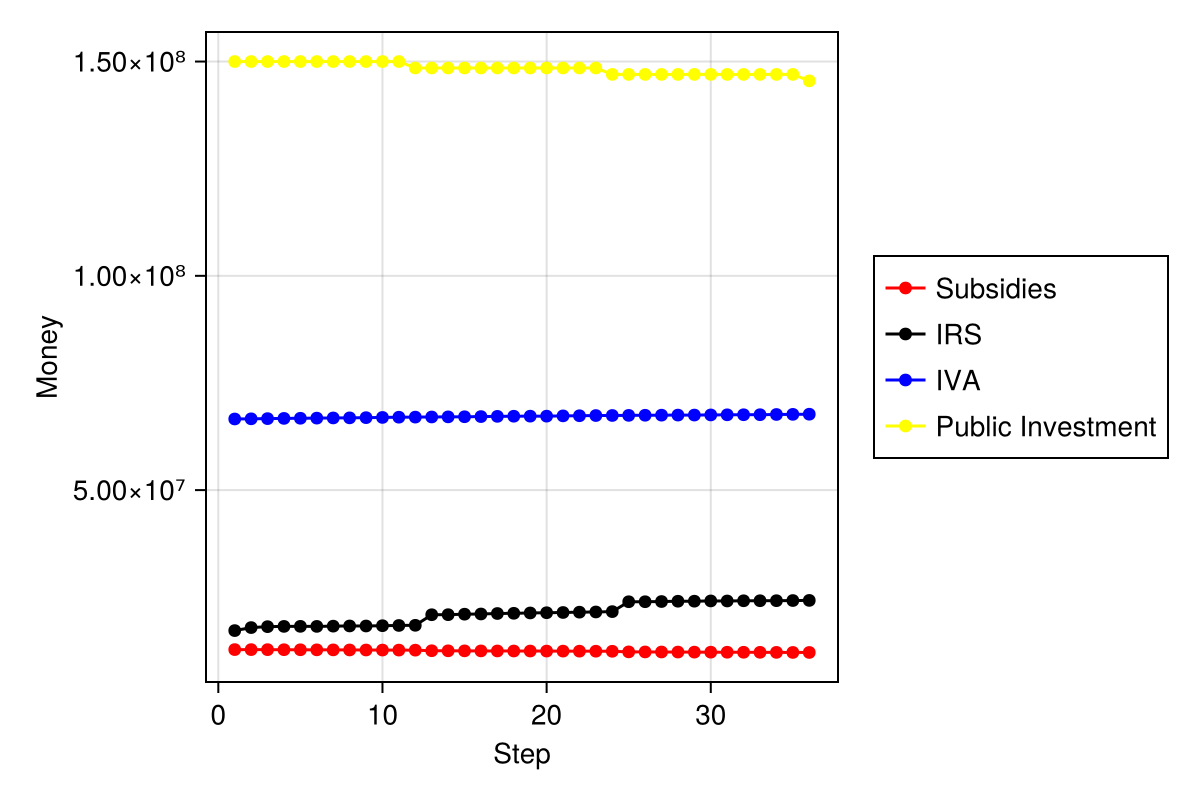 1.50×10⁸
1.00×10⁸
5.00×10⁷
Money
0 10 20 30
Step
Subsidies
IRS
IVA
Public Investment